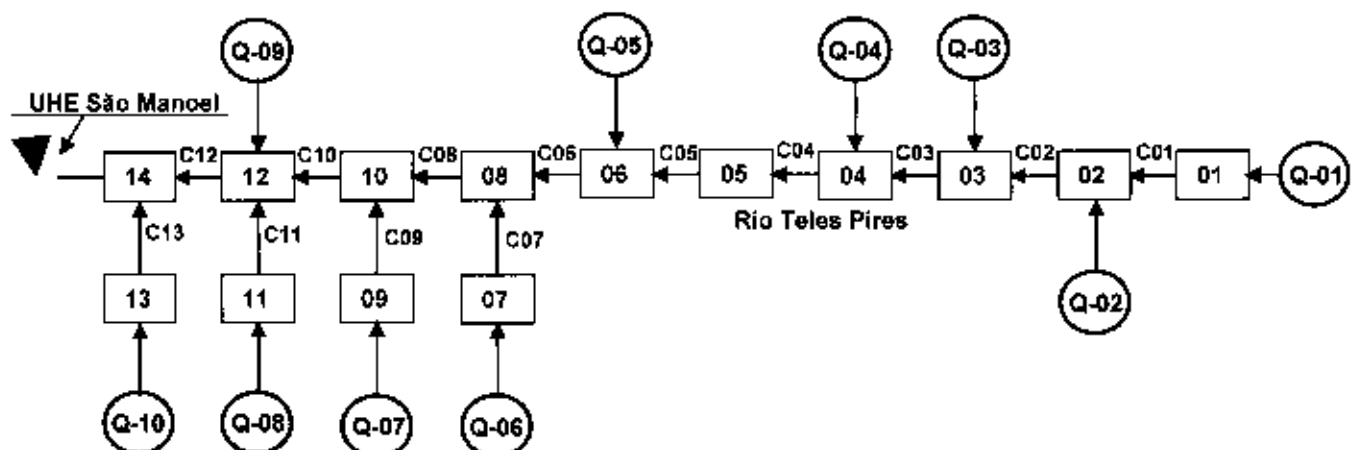 Q-09
Q-05
Q-04
Q-03
UHE São Manoel
C12
C10
C08
C06
C05
C04
C03
C02
C01
14
12
10
08
06
05
04
03
02
01
Q-01
Rio Teles Pires
C13
C11
C09
C07
13
11
09
07
Q-02
Q-10
Q-08
Q-07
Q-06